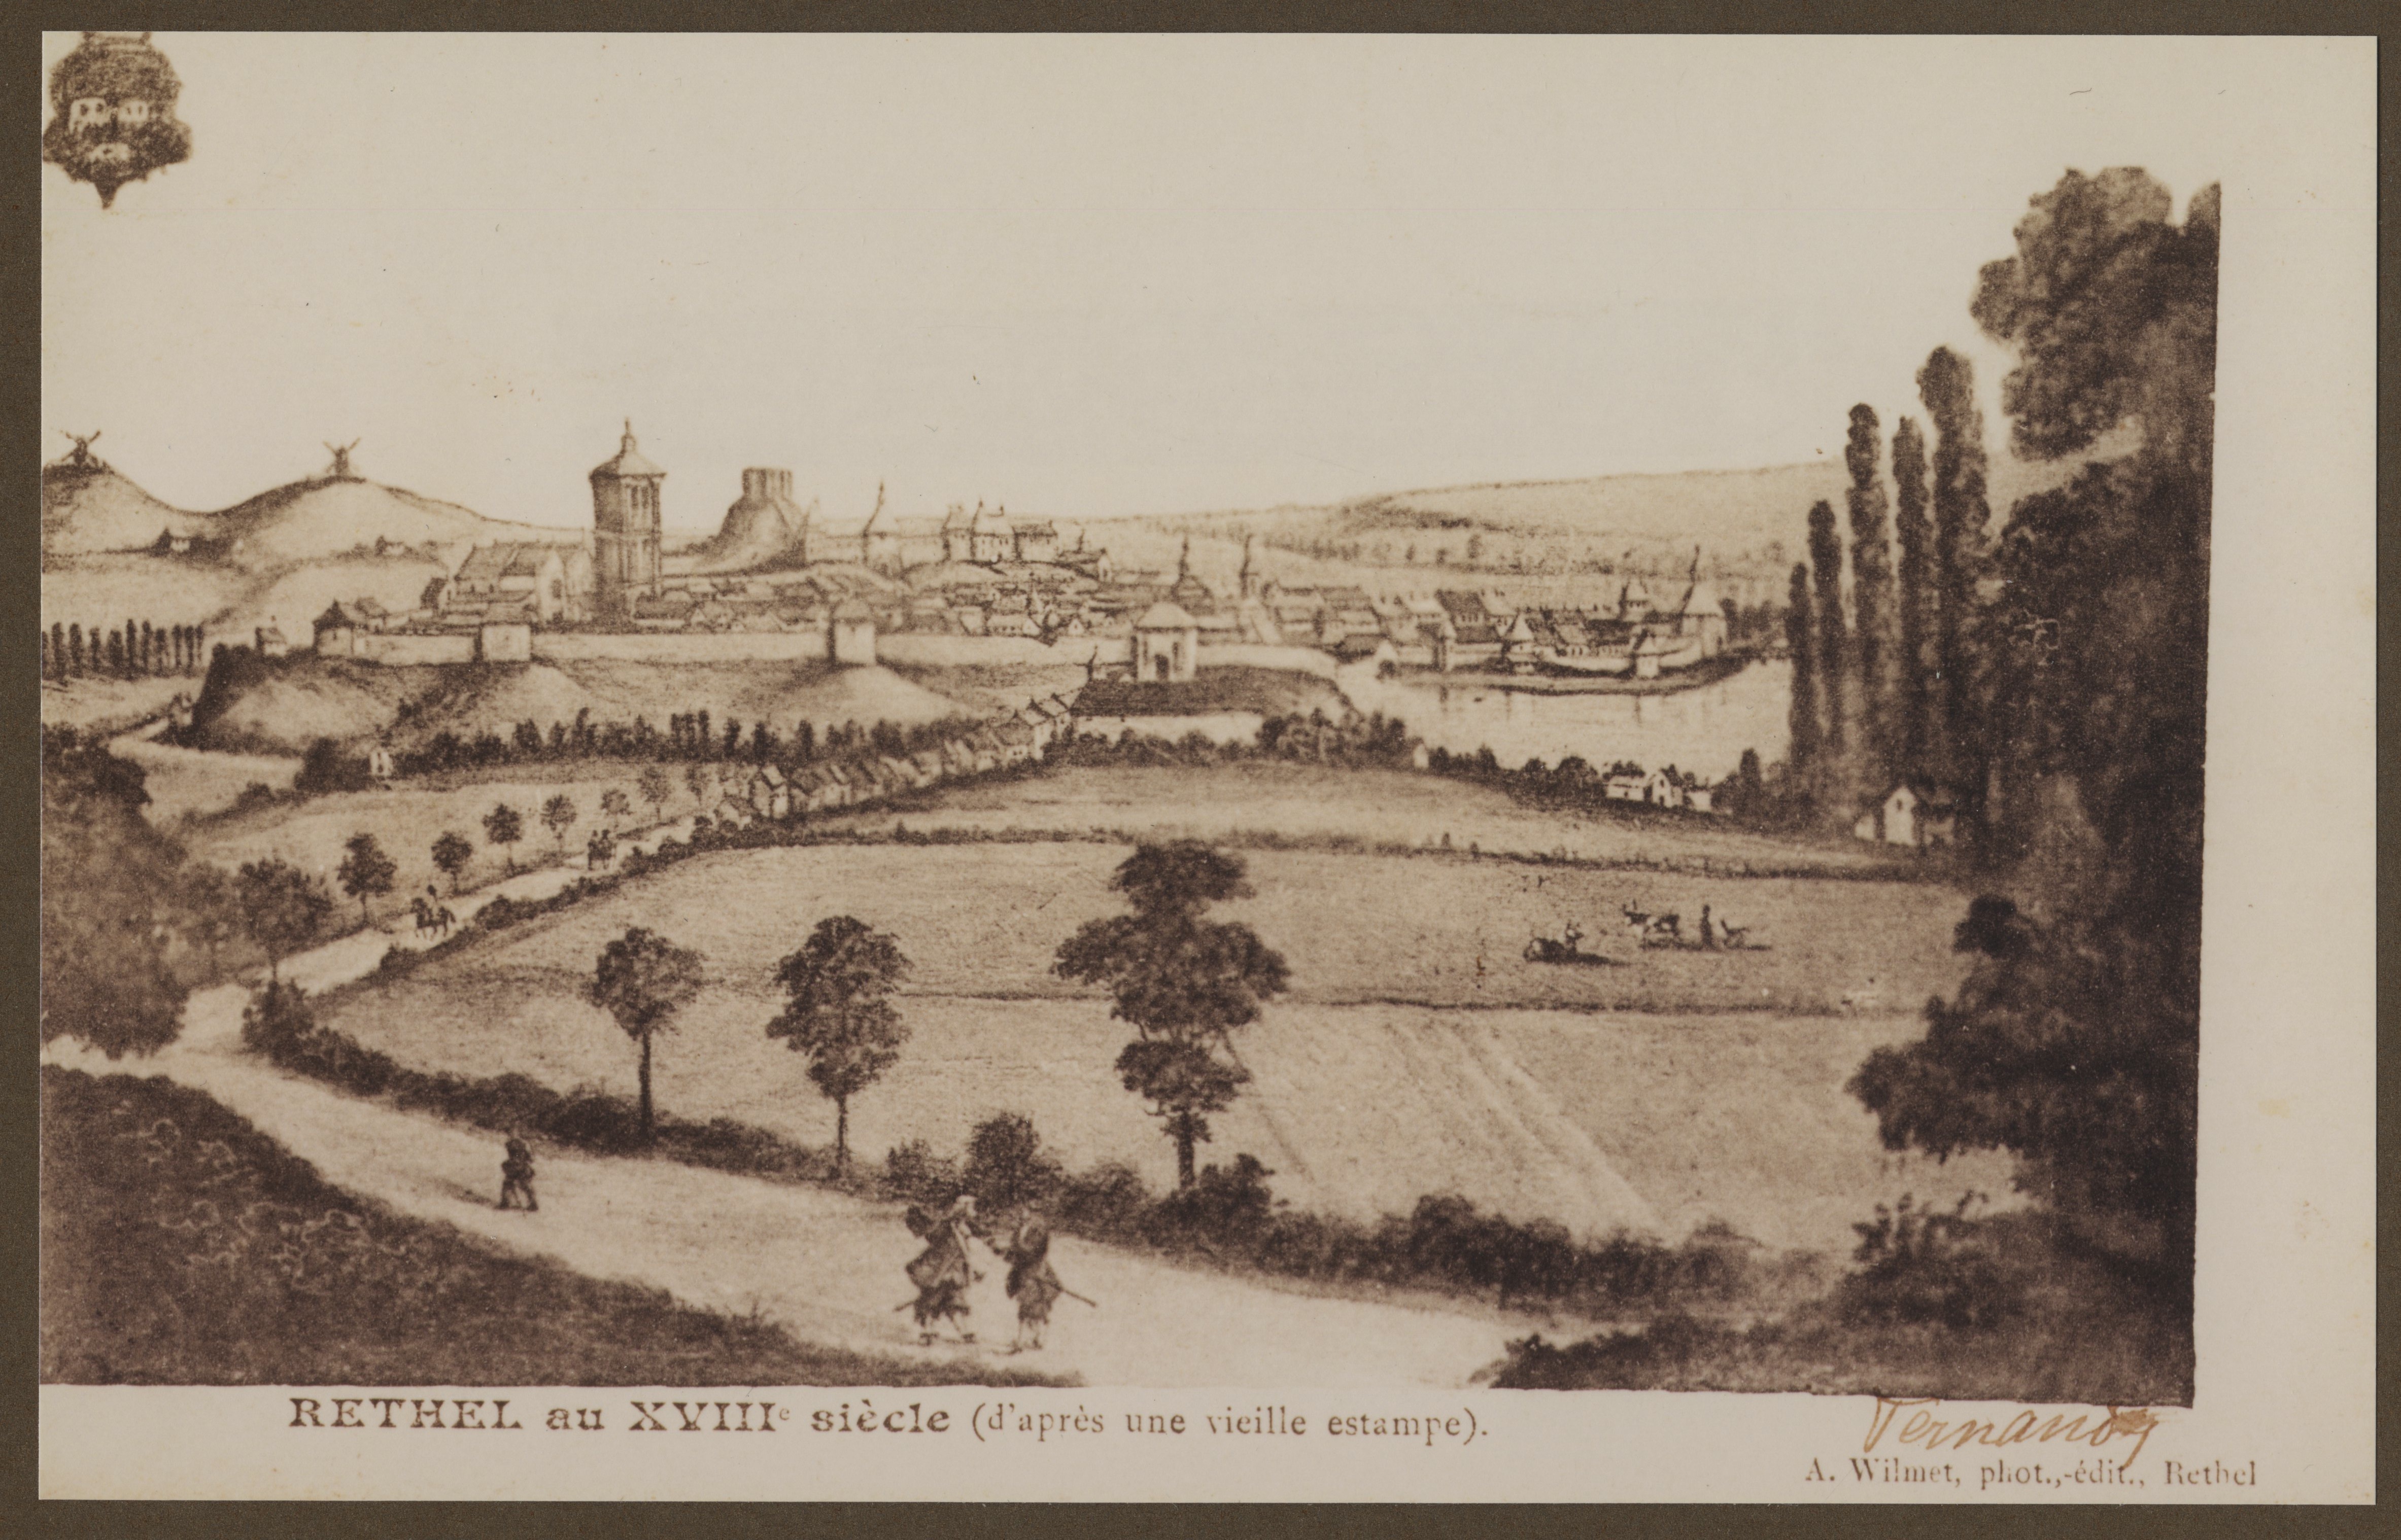 RETHEL au XVIIIe siècle (d'après une vieille estampe).
A. Wilmet, phot.,-édit., Rethel